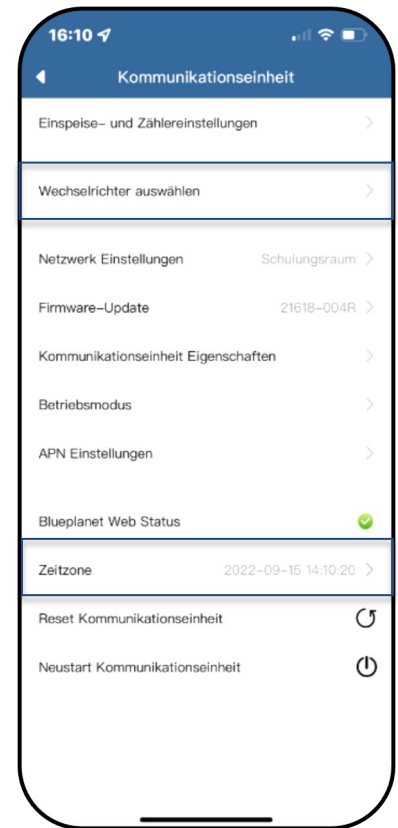 16:10
Kommunikationseinheit
Einspeise- und Zählereinstellungen
Wechselrichter auswählen
Netzwerk Einstellungen Schulungsraum
Firmware-Update 21618-004R
Kommunikationseinheit Eigenschaften
Betriebsmodus
APN Einstellungen
Blueplanet Web Status
Zeitzone 2022-09-15 14:10:20
Reset Kommunikationseinheit
Neustart Kommunikationseinheit